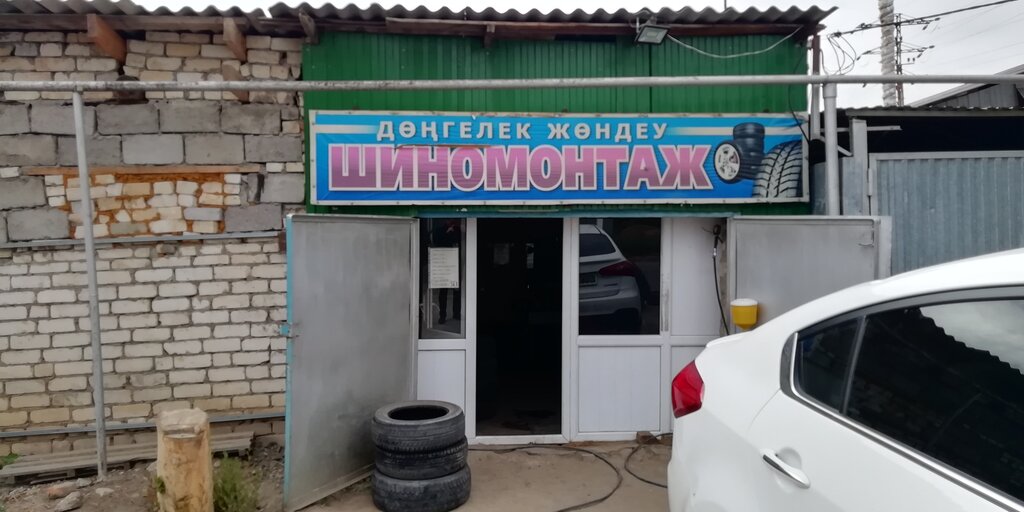 ДӨҢГЕЛЕК ЖӨНДЕУ
ШИНОМОНТАЖ